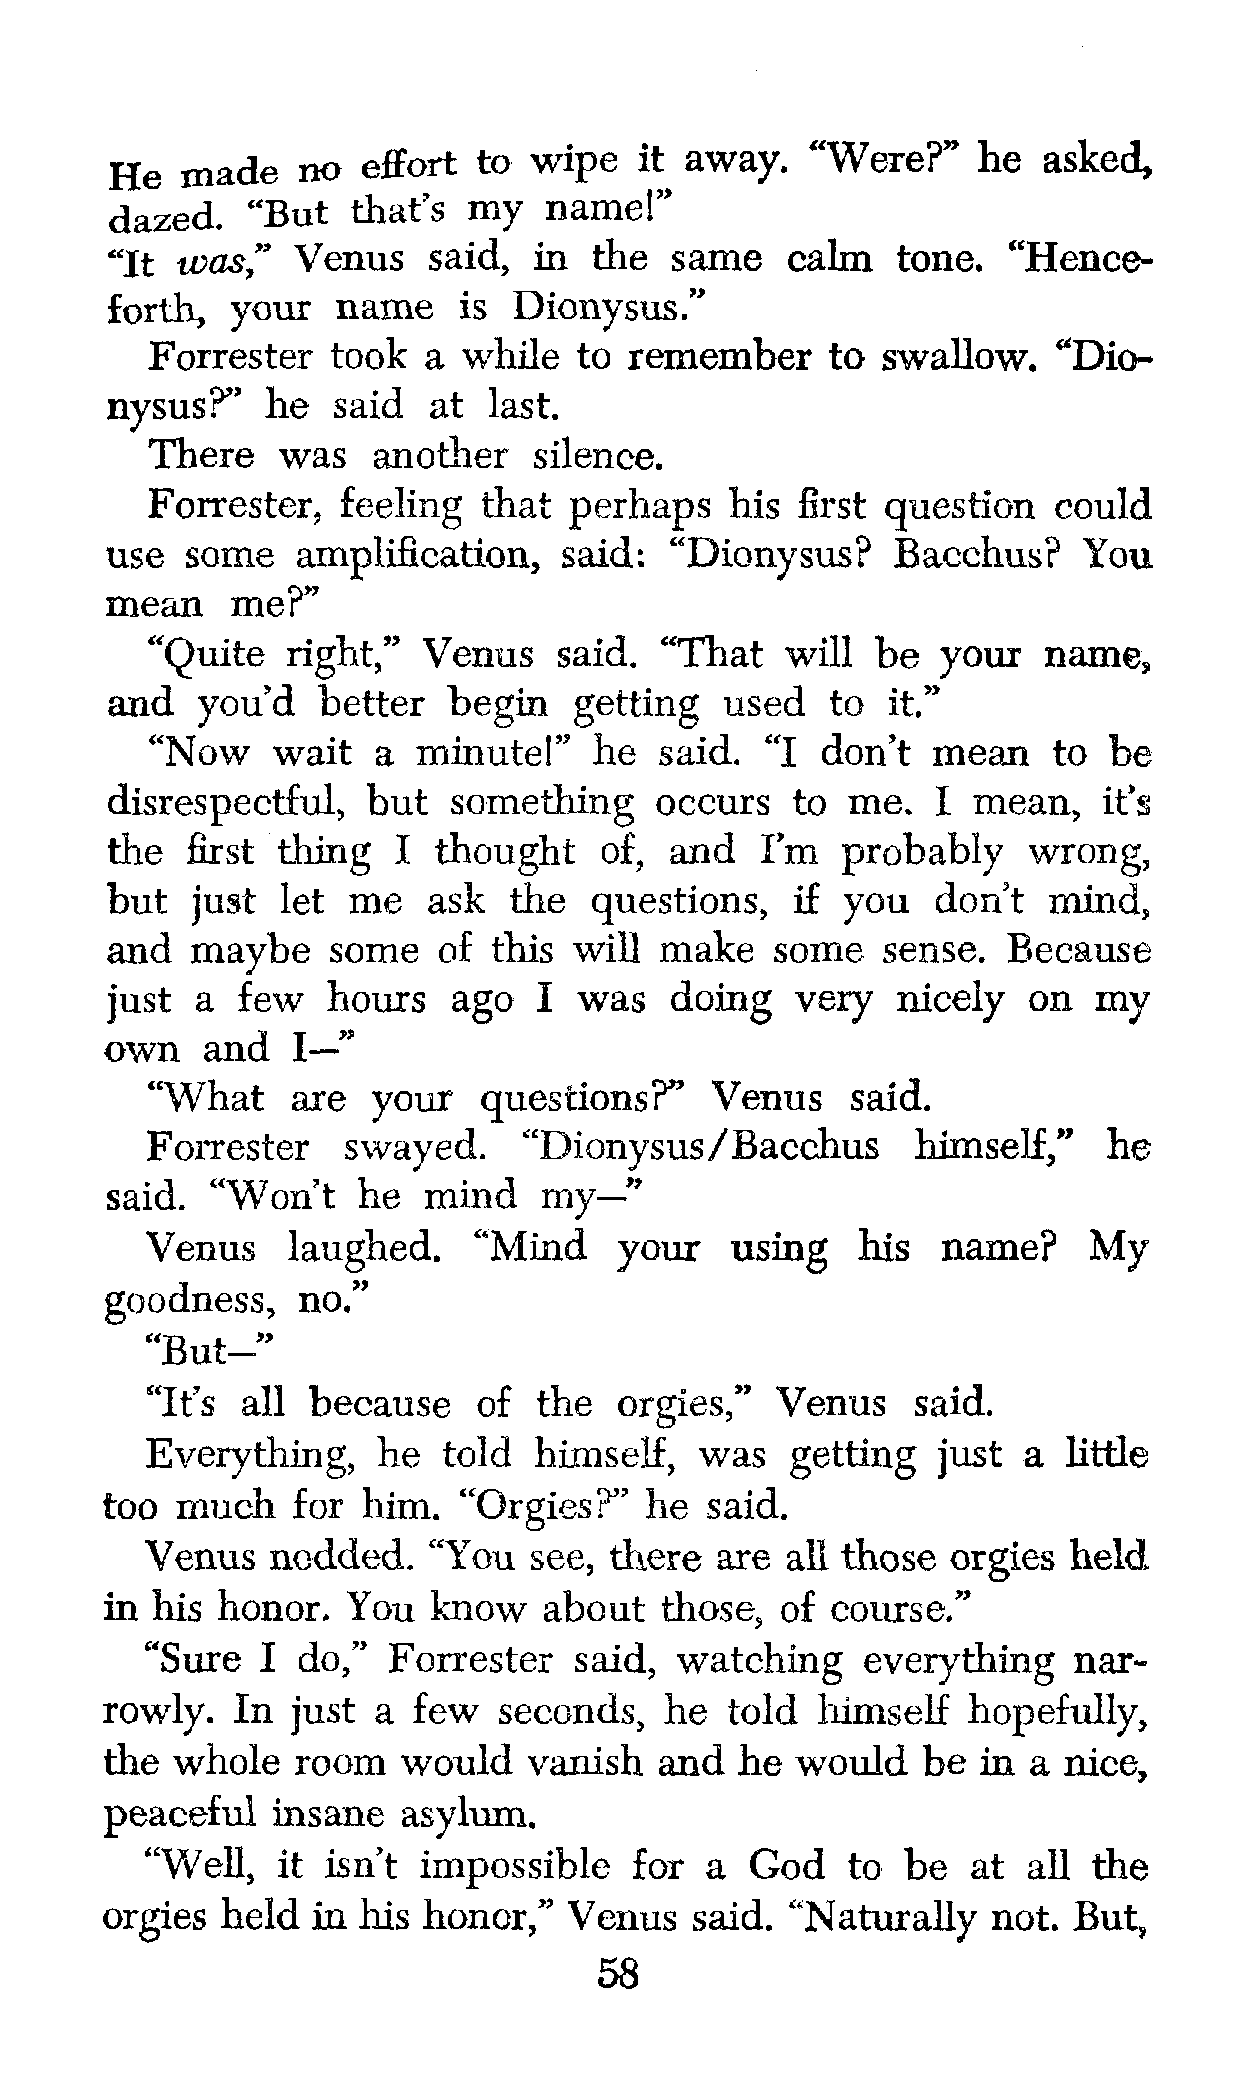 He made no effort to wipe it away. “Were?” he asked,
dazed. “But that’s my name!”
“It was,” Venus said, in the same calm tone. “Hence-
forth, your name is Dionysus.”
Forrester took a while to remember to swallow. “Dio-
nysus?” he said at last.
There was another silence.
Forrester, feeling that perhaps his first question could
use some amplification, said: “Dionysus? Bacchus? You
mean me?”
“Quite right,” Venus said. “That will be your name,
and you’d better begin getting used to it.”
“Now wait a minute!” he said. “I don’t mean to be
disrespectful, but something occurs to me. I mean, it’s
the first thing I thought of, and I’m probably wrong,
but just let me ask the questions, if you don’t mind,
and maybe some of this will make some sense. Because
just a few hours ago I was doing very nicely on my
own and I—”
“What are your questions?” Venus said.
Forrester swayed. “Dionysus/Bacchus himself,” he
said. “Won’t he mind my—”
Venus laughed. “Mind your using his name? My
goodness, no.”
“But—”
“It’s all because of the orgies,” Venus said.
Everything, he told himself, was getting just a little
too much for him. “Orgies?” he said.
Venus nodded. “You see, there are all those orgies held
in his honor. You know about those, of course.”
“Sure I do,” Forrester said, watching everything nar-
rowly. In just a few seconds, he told himself hopefully,
the whole room would vanish and he would be in a nice,
peaceful insane asylum.
“Well, it isn’t impossible for a God to be at all the
orgies held in his honor,” Venus said. “Naturally not. But,
58